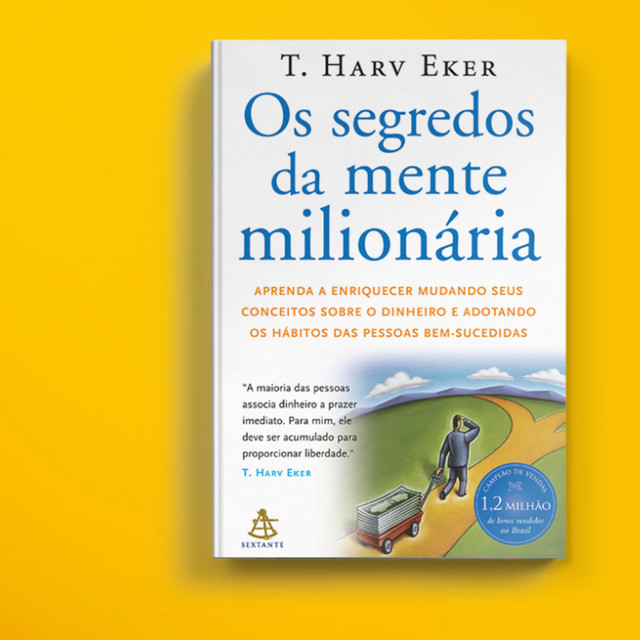 T. Harv Eker
Os segredos
da mente
milionária
APRENDA A ENRIQUECER MUDANDO SEUS
CONCEITOS SOBRE O DINHEIRO E ADOTANDO
OS HÁBITOS DAS PESSOAS BEM-SUCEDIDAS
"A maioria das pessoas
associa dinheiro a prazer
imediato. Para mim, ele
deve ser acumulado para
proporcionar liberdade."
T. Harv Eker
CAMPEÃO DE VENDAS
1,2 MILHÃO
de livros vendidos
no Brasil
SEXTANTE